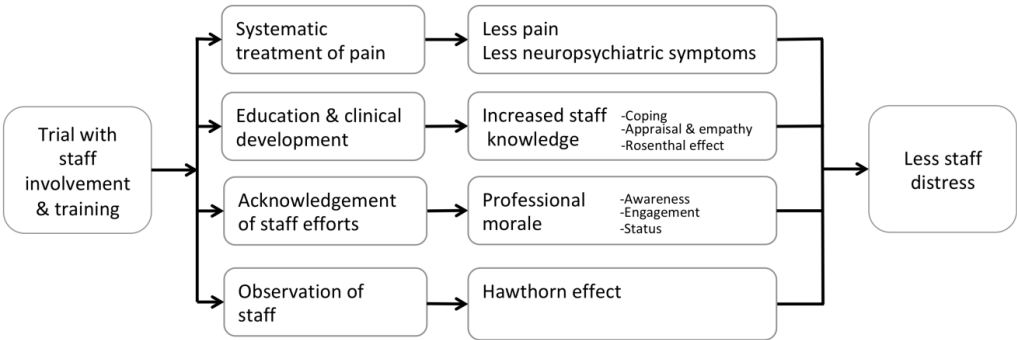 Trial with
staff
involvement
& training
Systematic
treatment of pain
Less pain
Less neuropsychiatric symptoms
Education & clinical
development
Increased staff
knowledge
-Coping
-Appraisal & empathy
-Rosenthal effect
Acknowledgement
of staff efforts
Professional
morale
-Awareness
-Engagement
-Status
Observation of
staff
Hawthorn effect
Less staff
distress